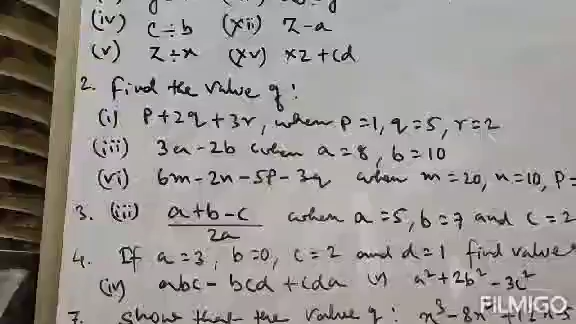 (iv) c÷b (xii) z-a
(v) z÷x (xv) xz+cd
2. Find the value of :
(i) p+2q+3r, when p=1, q=5, r=2
(iii) 3a-2b when a=8, b=10
(vi) 6m-2n-5p-3q when m=20, n=10, p=
3. (iii) a+b-c / 2a when a=5, b=7 and c=2
4. If a=3, b=0, c=2 and d=1 find value
(iv) abc-bcd+cda (v) a²+2b²-3c²
7. Show that the value of : x³-8x²+12x
FILMIGO